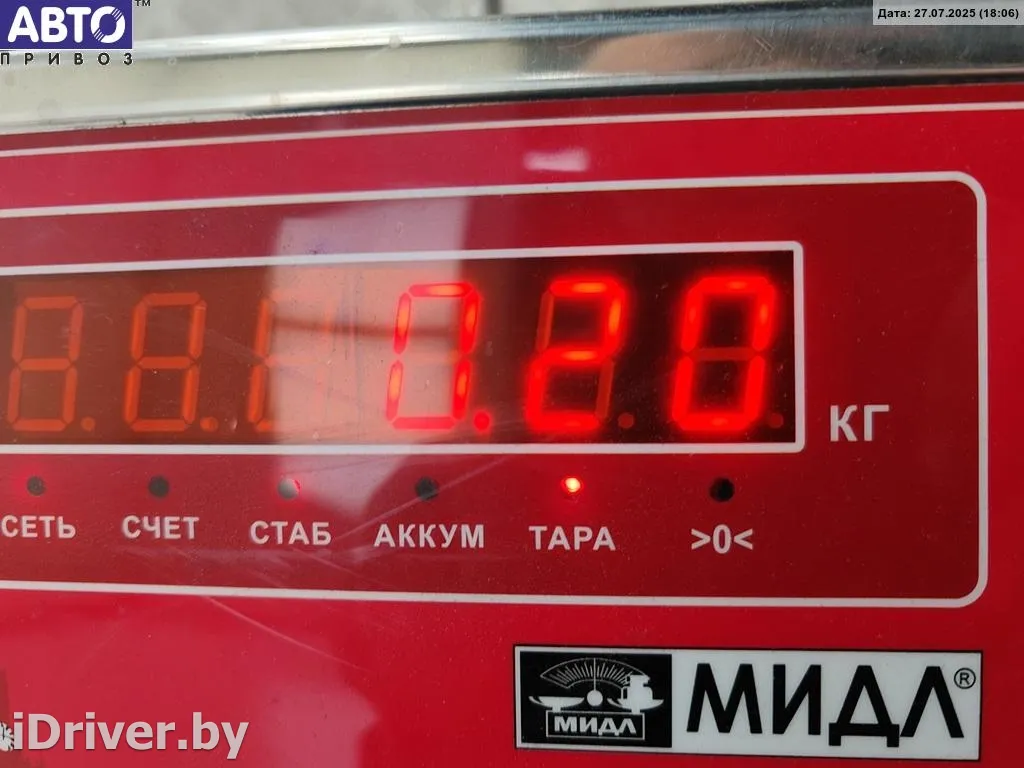 АВТО™
ПРИВОЗ
Дата: 27.07.2025 (18:06)
0.20
КГ
СЕТЬ СЧЕТ СТАБ АККУМ ТАРА >0<
МИДЛ МИДЛ®
iDriver.by